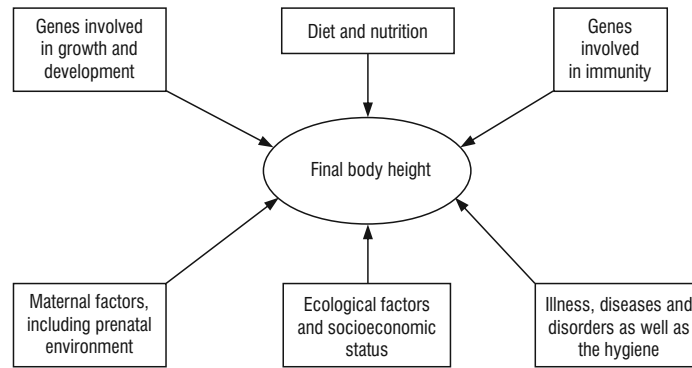 Genes involved
in growth and
development
Diet and nutrition
Genes
involved
in immunity
Final body height
Maternal factors,
including prenatal
environment
Ecological factors
and socioeconomic
status
Illness, diseases and
disorders as well as
the hygiene